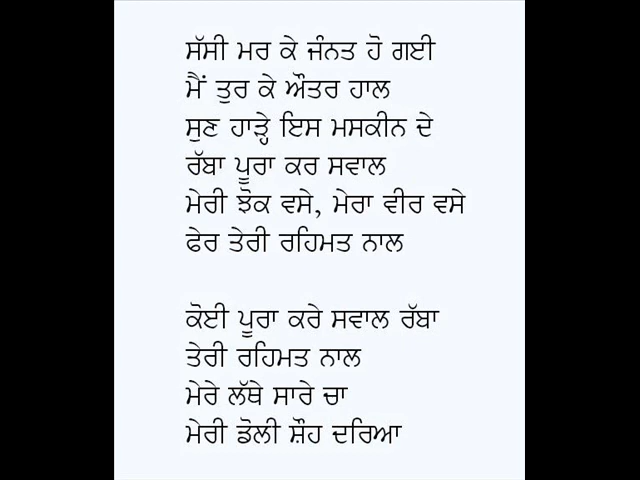 ਸੱਸੀ ਮਰ ਕੇ ਜੰਨਤ ਹੋ ਗਈ
ਮੈਂ ਤੁਰ ਕੇ ਔਤਰ ਹਾਲ
ਸੁਣ ਹਾੜ੍ਹੇ ਇਸ ਮਸਕੀਨ ਦੇ
ਰੱਬਾ ਪੂਰਾ ਕਰ ਸਵਾਲ
ਮੇਰੀ ਝੋਕ ਵਸੇ, ਮੇਰਾ ਵੀਰ ਵਸੇ
ਫੇਰ ਤੇਰੀ ਰਹਿਮਤ ਨਾਲ
ਕੋਈ ਪੂਰਾ ਕਰੇ ਸਵਾਲ ਰੱਬਾ
ਤੇਰੀ ਰਹਿਮਤ ਨਾਲ
ਮੇਰੇ ਲੱਥੇ ਸਾਰੇ ਚਾ
ਮੇਰੀ ਡੋਲੀ ਸ਼ੌਹ ਦਰਿਆ